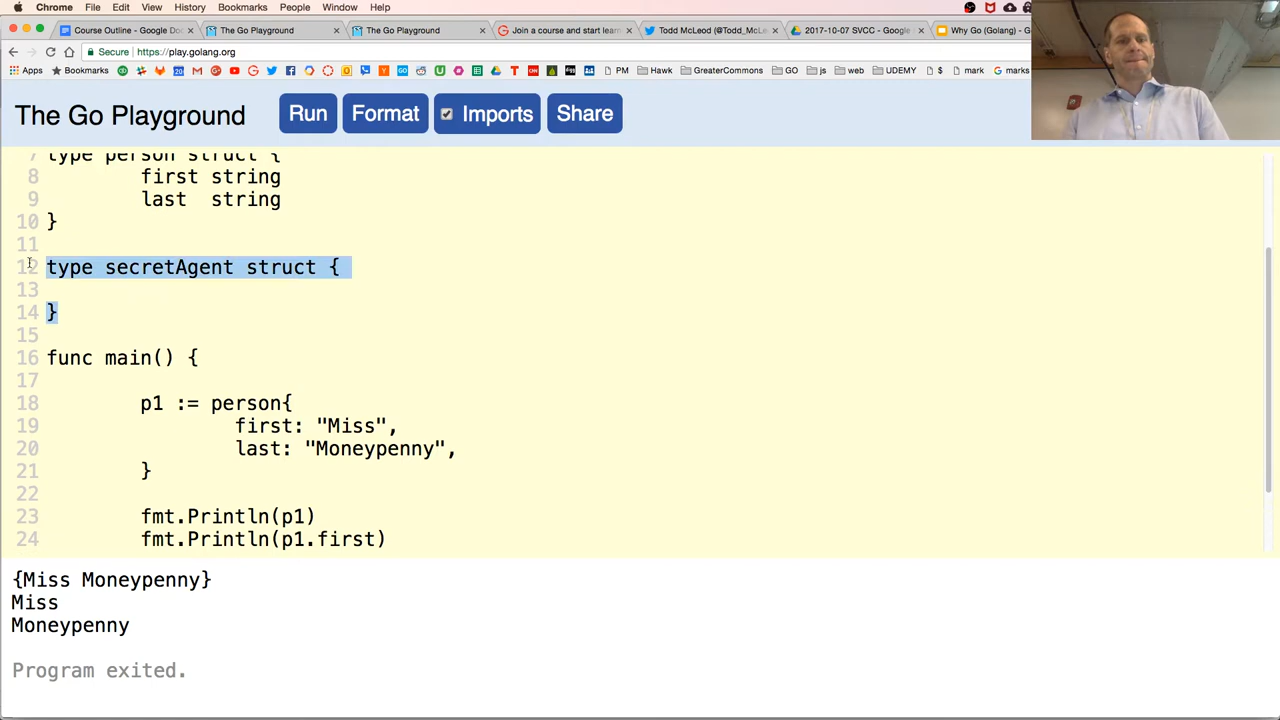 Chrome File Edit View History Bookmarks People Window Help
Course Outline - Google Do The Go Playground The Go Playground Join a course and start lear Todd McLeod (@Todd_McLe 2017-10-07 SVCC - Google Why Go (Golang) - G
Secure https://play.golang.org
Apps Bookmarks PM Hawk GreaterCommons GO js web UDEMY $ mark marks
The Go Playground Run Format Imports Share
7 type person struct {
8 first string
9 last string
10 }
11
12 type secretAgent struct {
13
14 }
15
16 func main() {
17
18 p1 := person{
19 first: "Miss",
20 last: "Moneypenny",
21 }
22
23 fmt.Println(p1)
24 fmt.Println(p1.first)
{Miss Moneypenny}
Miss
Moneypenny
Program exited.